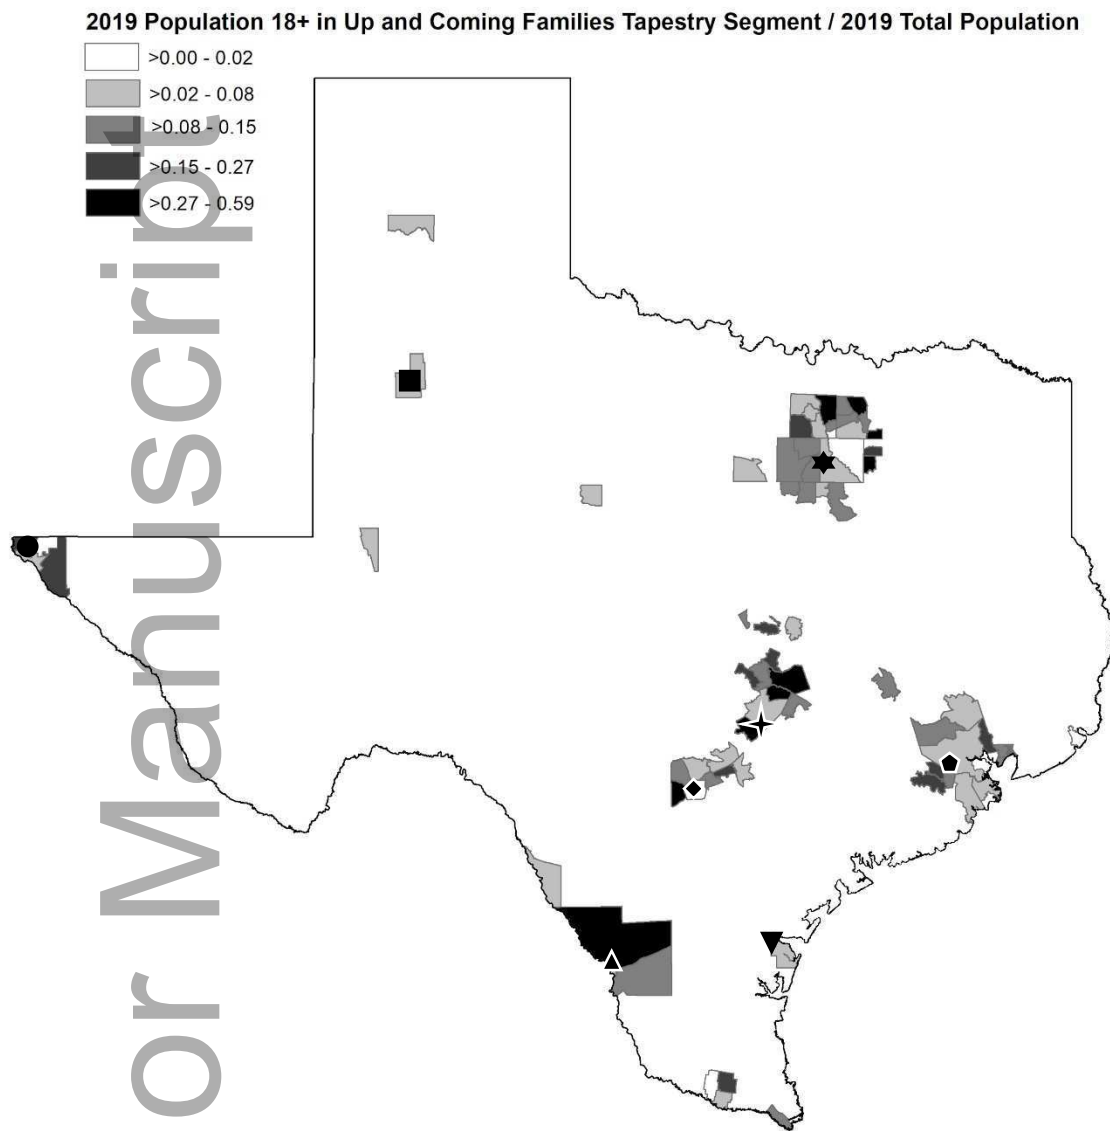 2019 Population 18+ in Up and Coming Families Tapestry Segment / 2019 Total Population
>0.00 - 0.02
>0.02 - 0.08
>0.08 - 0.15
>0.15 - 0.27
>0.27 - 0.59
or Manuscript